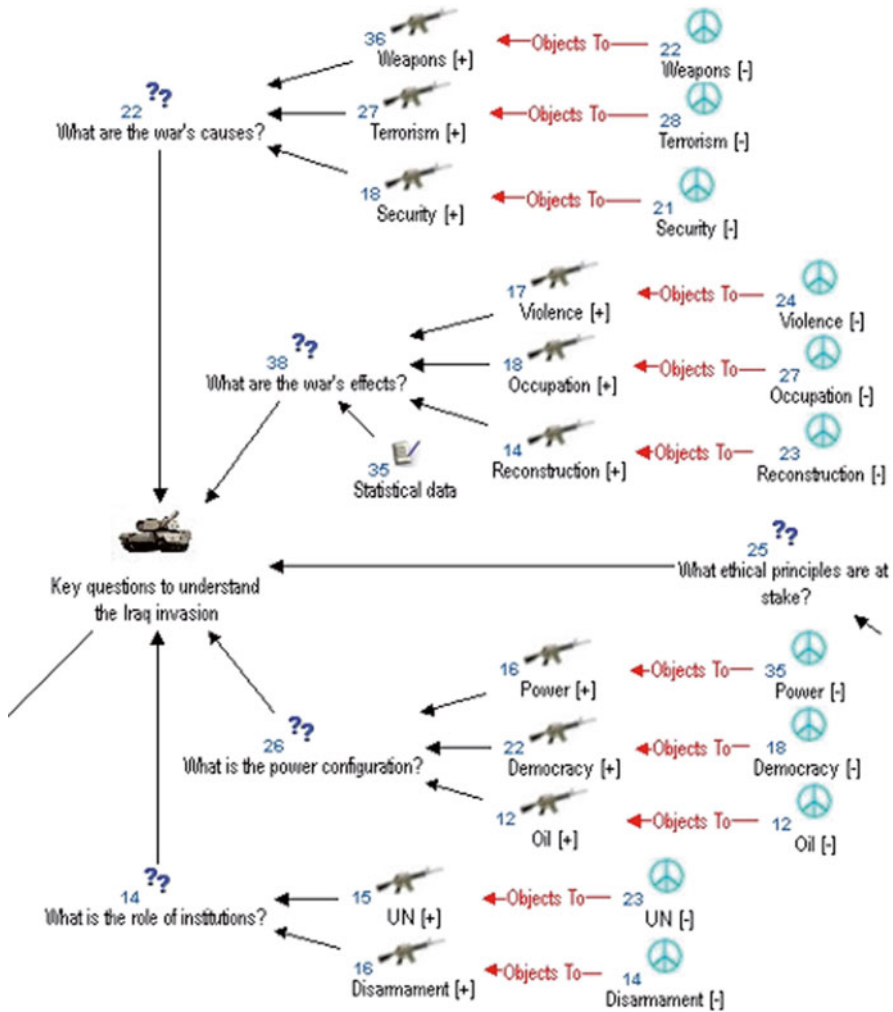 36
Weapons [+]
Objects To
22
Weapons [-]
22 ??
What are the war's causes?
27
Terrorism [+]
Objects To
28
Terrorism [-]
18
Security [+]
Objects To
21
Security [-]
17
Violence [+]
Objects To
24
Violence [-]
38 ??
What are the war's effects?
18
Occupation [+]
Objects To
27
Occupation [-]
14
Reconstruction [+]
Objects To
23
Reconstruction [-]
35
Statistical data
Key questions to understand
the Iraq invasion
25 ??
What ethical principles are at
stake?
16
Power [+]
Objects To
35
Power [-]
26 ??
What is the power configuration?
22
Democracy [+]
Objects To
18
Democracy [-]
12
Oil [+]
Objects To
12
Oil [-]
14 ??
What is the role of institutions?
15
UN [+]
Objects To
23
UN [-]
16
Disarmament [+]
Objects To
14
Disarmament [-]